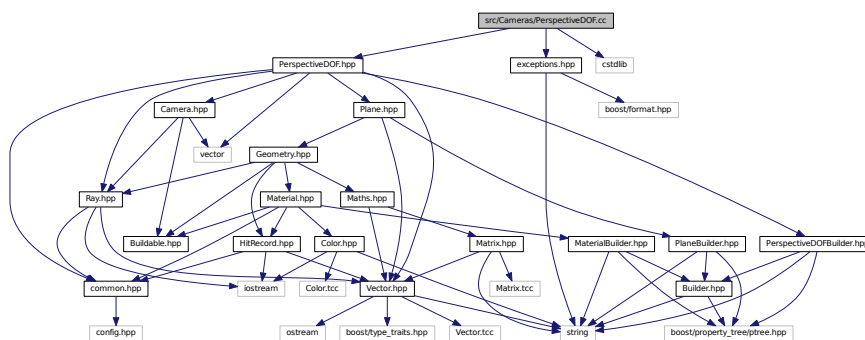 src/Cameras/PerspectiveDOF.cc
PerspectiveDOF.hpp
exceptions.hpp
cstdlib
Camera.hpp
Plane.hpp
boost/format.hpp
vector
Geometry.hpp
Ray.hpp
Material.hpp
Maths.hpp
Buildable.hpp
HitRecord.hpp
Color.hpp
Matrix.hpp
MaterialBuilder.hpp
PlaneBuilder.hpp
PerspectiveDOFBuilder.hpp
common.hpp
iostream
Color.tcc
Vector.hpp
Matrix.tcc
Builder.hpp
config.hpp
ostream
boost/type_traits.hpp
Vector.tcc
string
boost/property_tree/ptree.hpp